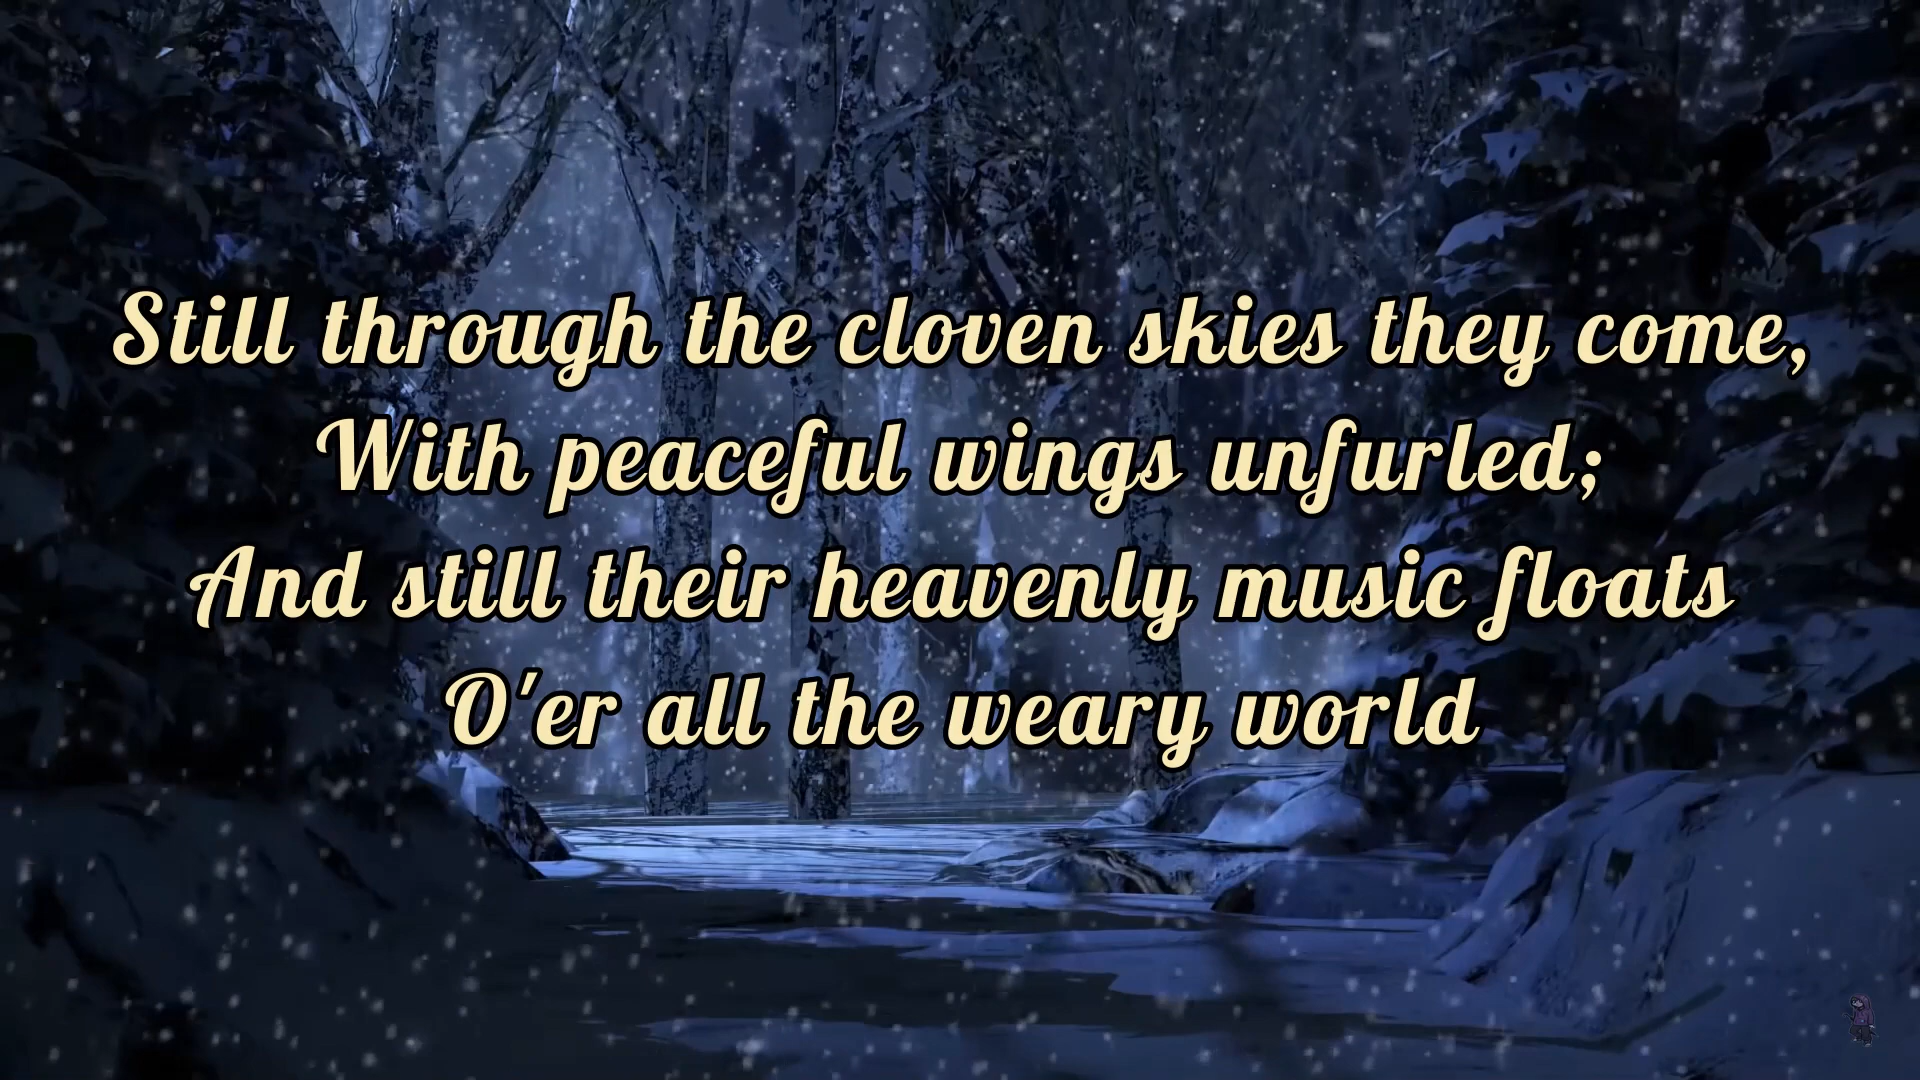 Still through the cloven skies they come,
With peaceful wings unfurled;
And still their heavenly music floats
O'er all the weary world